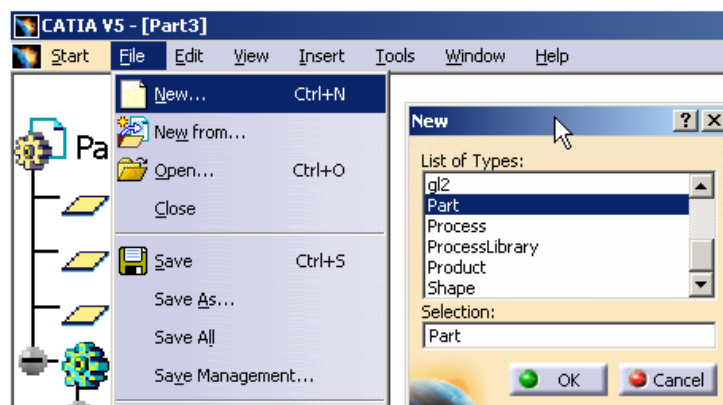 CATIA V5 - [Part3]
Start File Edit View Insert Tools Window Help
New... Ctrl+N
New from...
Open... Ctrl+O
Close
Save Ctrl+S
Save As...
Save All
Save Management...
Pa
New
List of Types:
gl2
Part
Process
ProcessLibrary
Product
Shape
Selection:
Part
OK Cancel